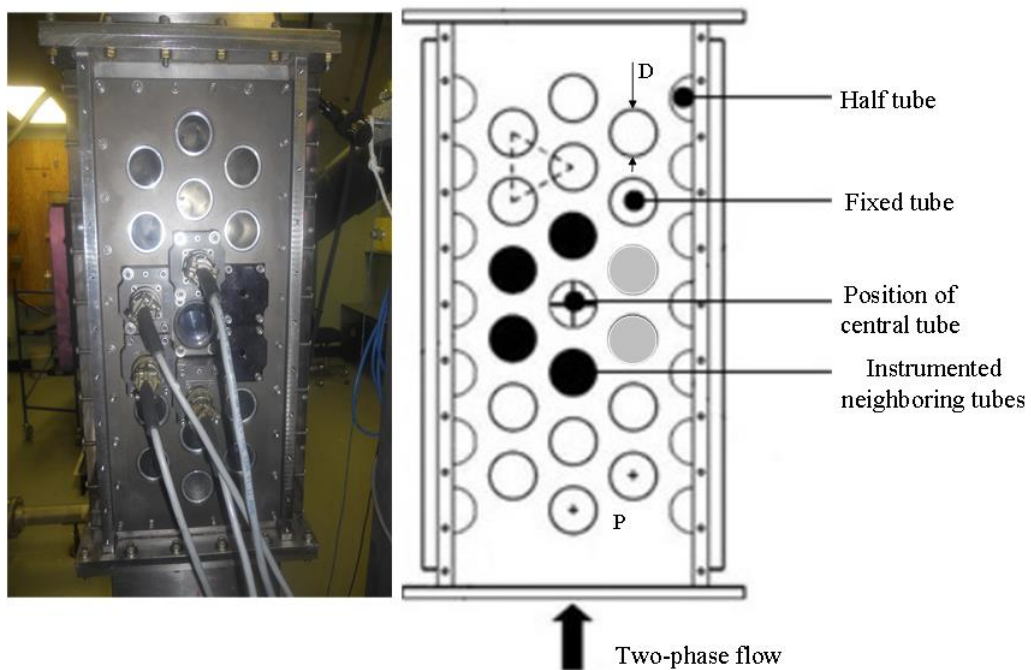 D
Half tube
Fixed tube
Position of
central tube
Instrumented
neighboring tubes
P
Two-phase flow